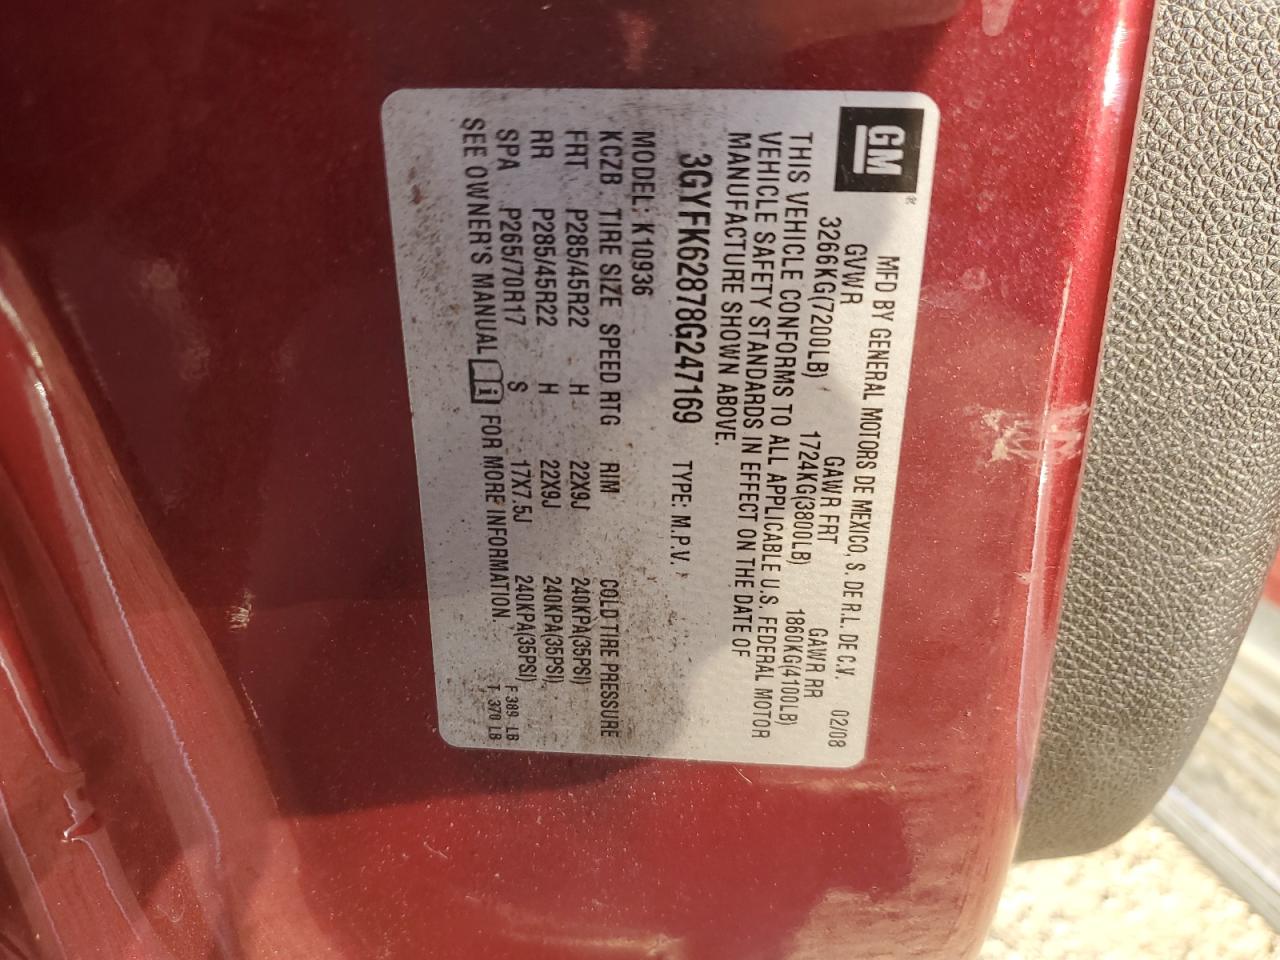 GM®
MFD BY GENERAL MOTORS DE MEXICO, S. DE R.L. DE C.V. 02/08
GVWR GAWR FRT GAWR RR
3266KG(7200LB) 1724KG(3800LB) 1860KG(4100LB)
THIS VEHICLE CONFORMS TO ALL APPLICABLE U.S. FEDERAL MOTOR
VEHICLE SAFETY STANDARDS IN EFFECT ON THE DATE OF
MANUFACTURE SHOWN ABOVE.
3GYFK62878G247169 TYPE: M.P.V.
MODEL: K10936
KCZB TIRE SIZE SPEED RTG RIM COLD TIRE PRESSURE
FRT P285/45R22 H 22X9J 240KPA(35PSI)
RR P285/45R22 H 22X9J 240KPA(35PSI)
SPA P265/70R17 S 17X7.5J 240KPA(35PSI) F 389 LB
SEE OWNER'S MANUAL i FOR MORE INFORMATION. T 370 LB